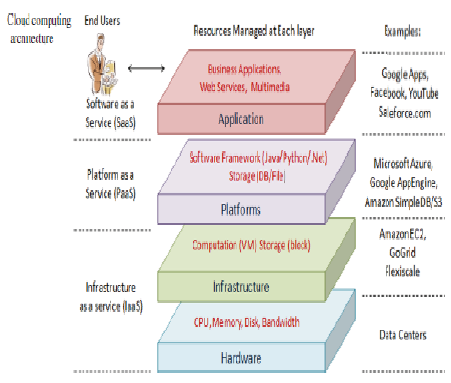 Cloud computing
architecture
End Users
Resources Managed at Each layer
Examples:
Business Applications,
Web Services, Multimedia
Application
Software as a
Service (SaaS)
Google Apps,
Facebook, YouTube
Saleforce.com
Software Framework (Java/Python/.Net)
Storage (DB/File)
Platforms
Platform as a
Service (PaaS)
Microsoft Azure,
Google AppEngine,
Amazon SimpleDB/S3
Computation (VM) Storage (block)
Infrastructure
Amazon EC2,
GoGrid
Flexiscale
Infrastructure
as a service (IaaS)
CPU, Memory, Disk, Bandwidth
Hardware
Data Centers